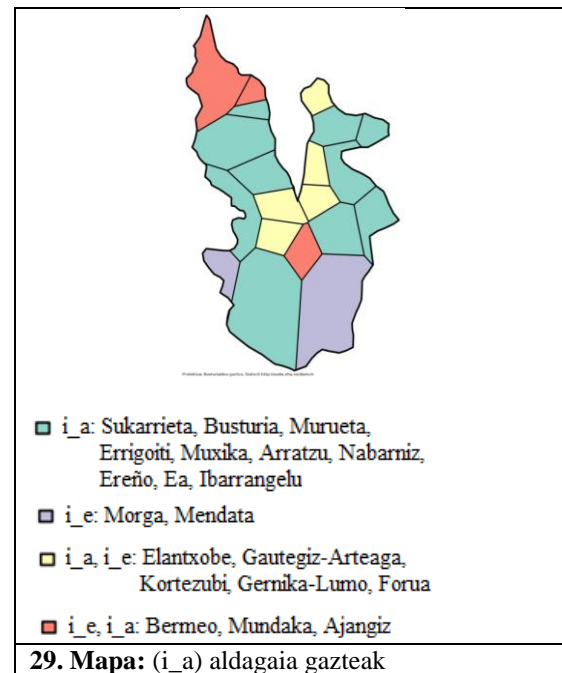 i_a: Sukarrieta, Busturia, Murueta,
Errigoiti, Muxika, Arratzu, Nabarniz,
Ereño, Ea, Ibarrangelu
i_e: Morga, Mendata
i_a, i_e: Elantxobe, Gautegiz-Arteaga,
Kortezubi, Gernika-Lumo, Forua
i_e, i_a: Bermeo, Mundaka, Ajangiz
29. Mapa: (i_a) aldagaia gazteak